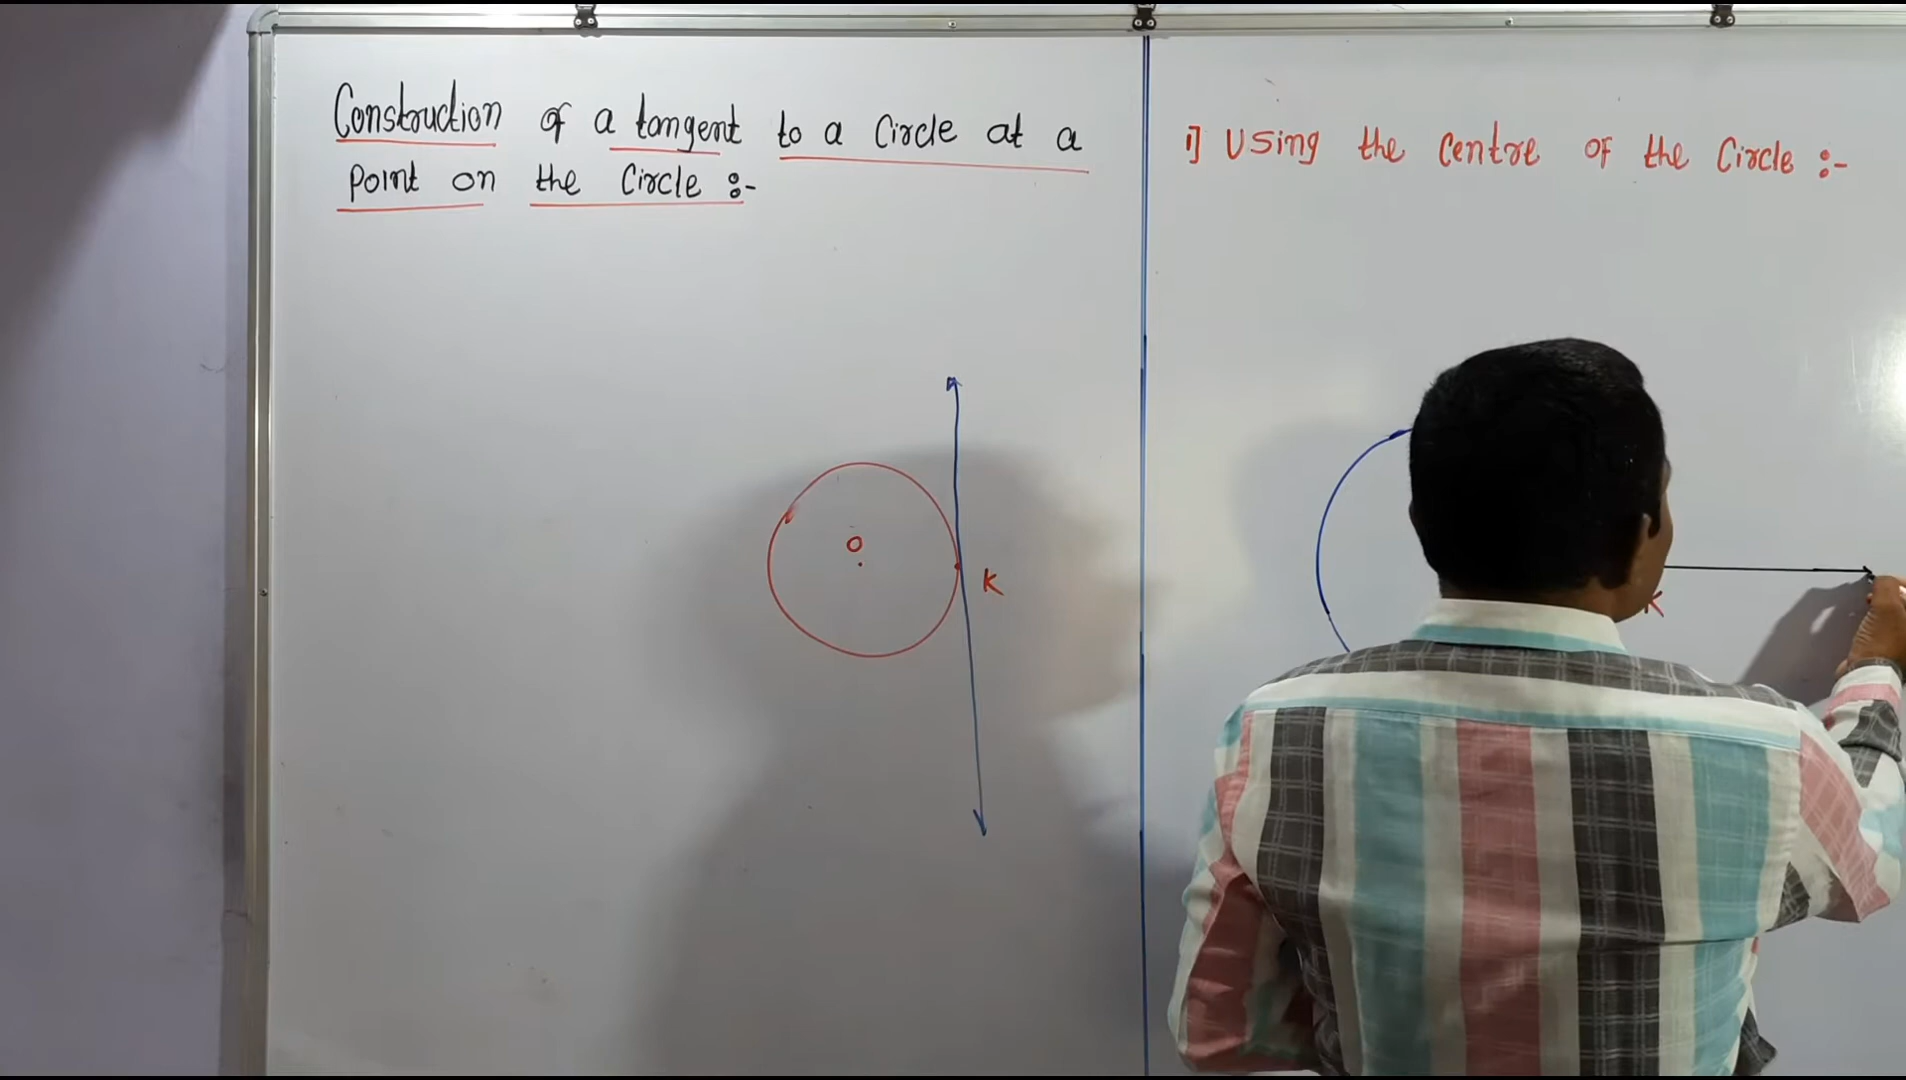 Construction of a tangent to a Circle at a
point on the Circle :-
O
K
i] Using the Centre of the Circle :-
K